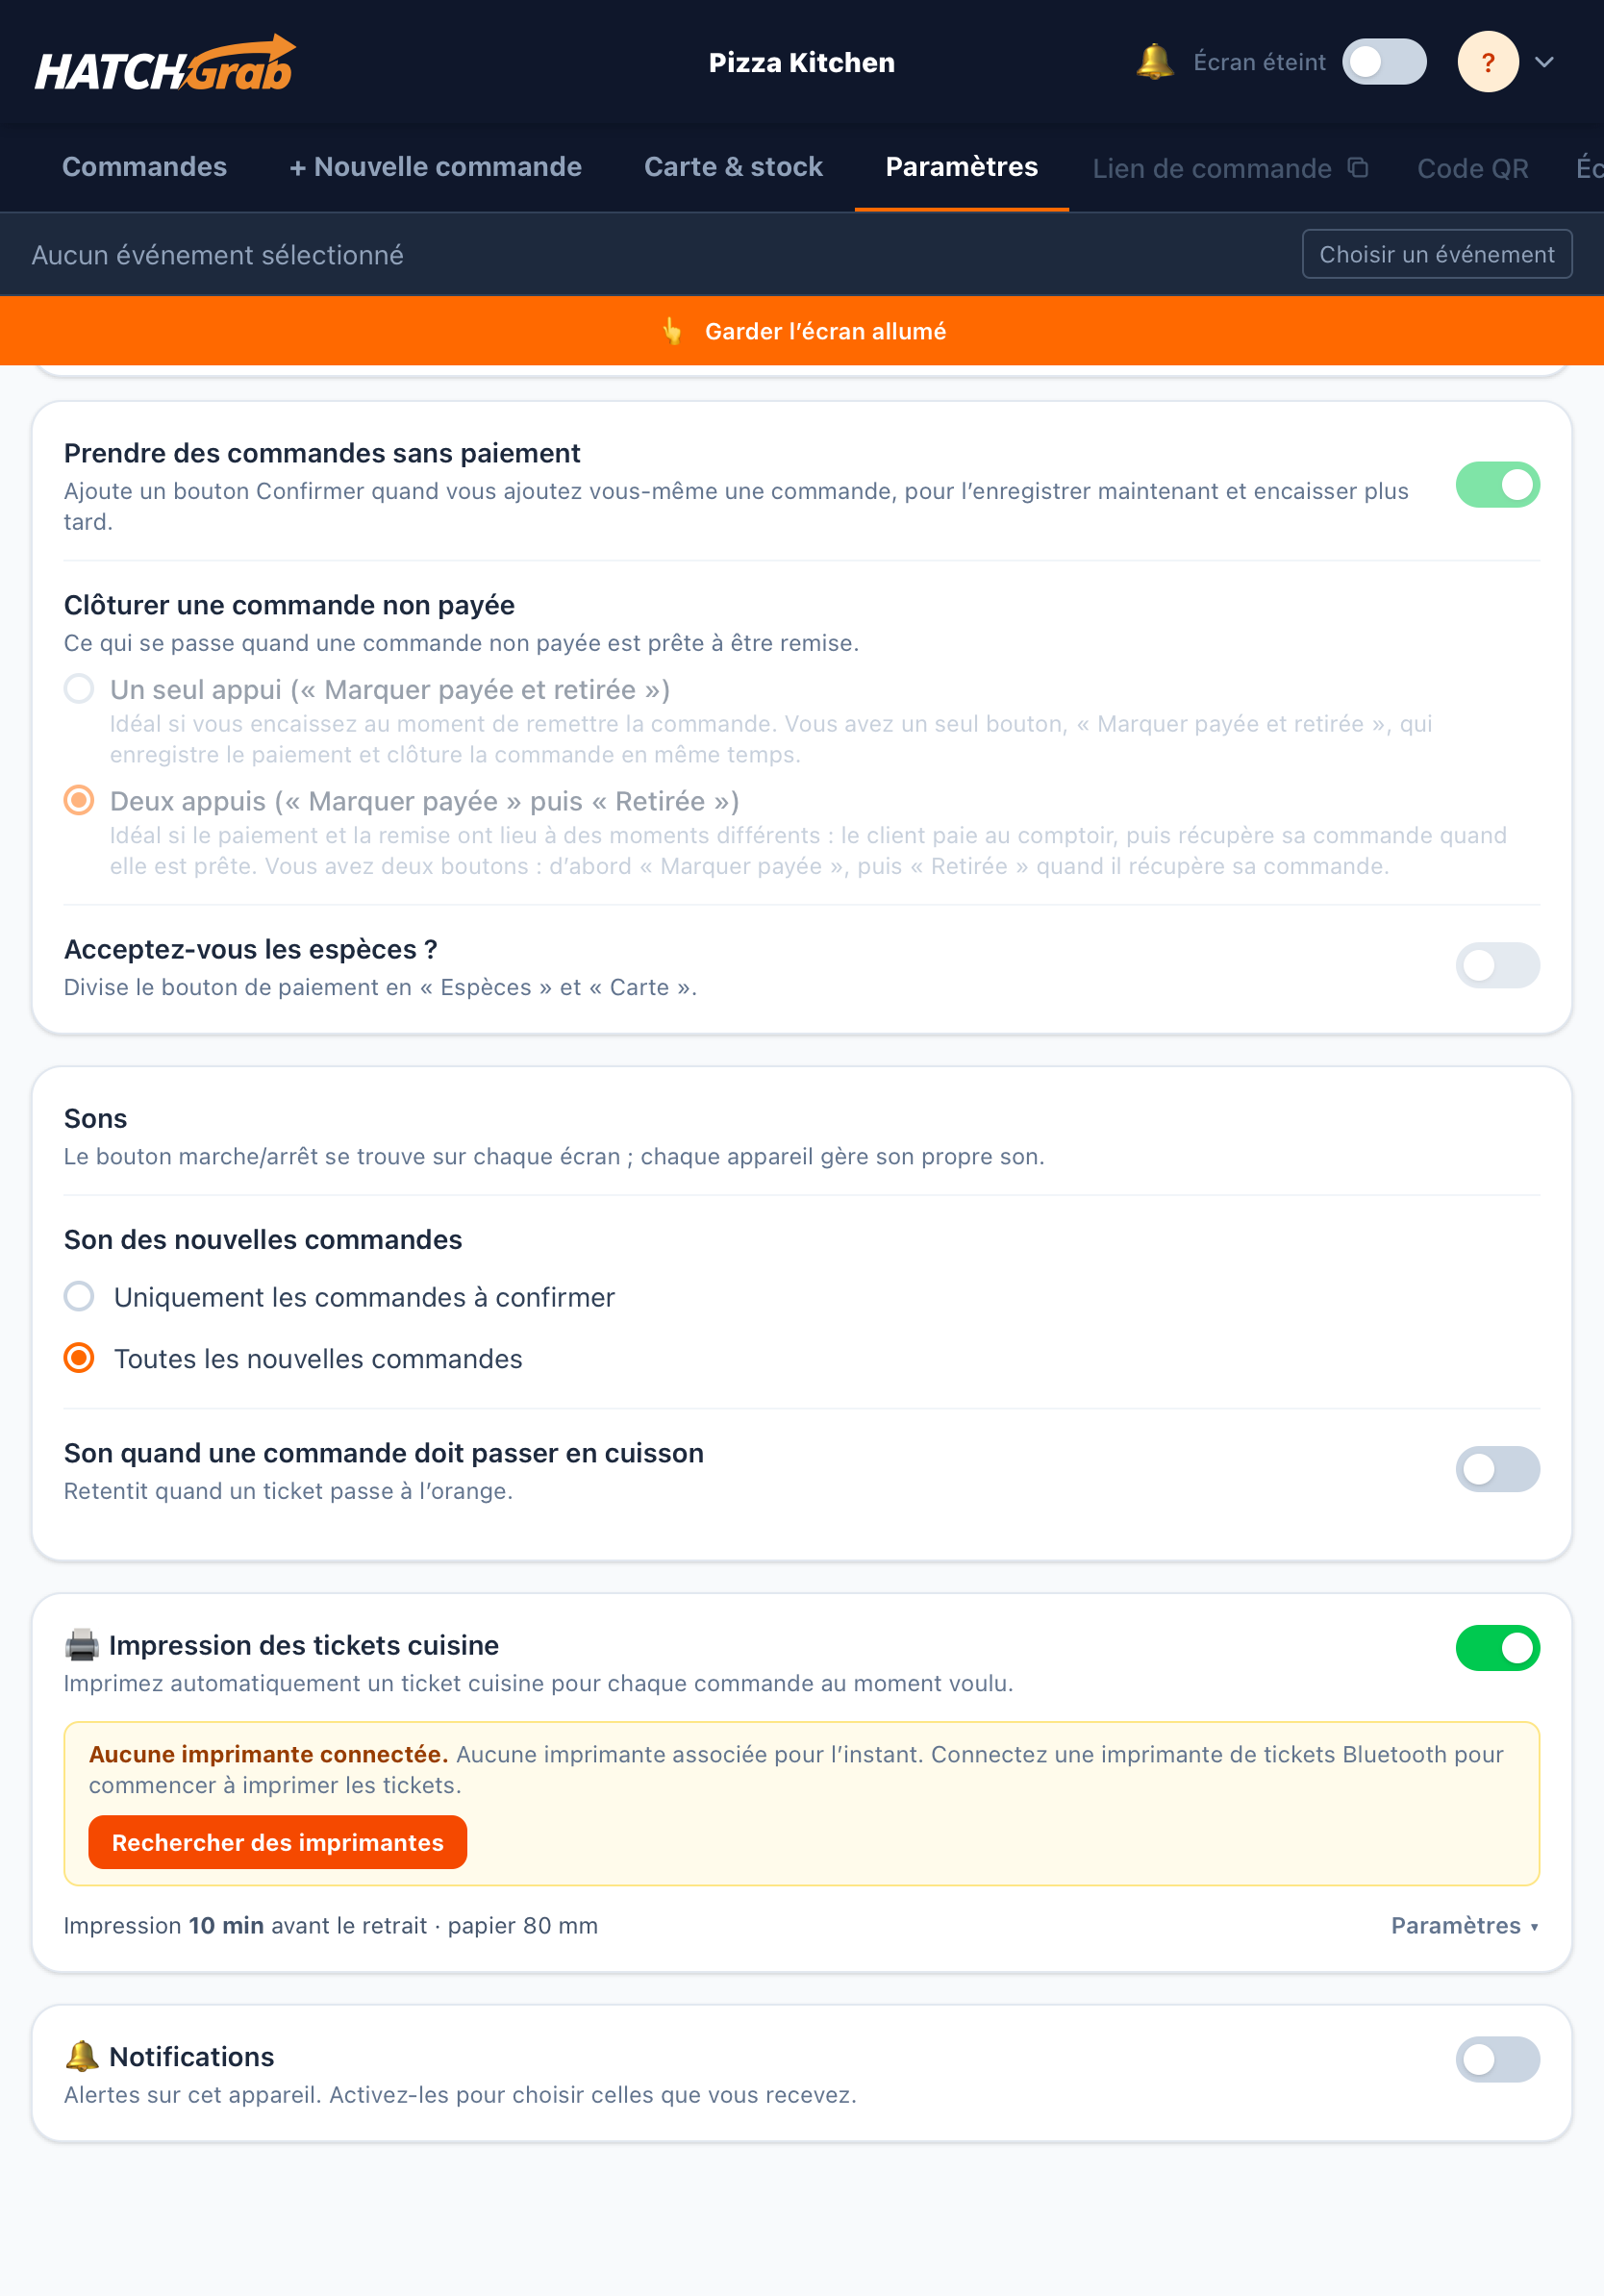 HATCHGrab
Pizza Kitchen
Écran éteint
?
Commandes
+ Nouvelle commande
Carte & stock
Paramètres
Lien de commande
Code QR
Aucun événement sélectionné
Choisir un événement
👆 Garder l’écran allumé
Prendre des commandes sans paiement
Ajoute un bouton Confirmer quand vous ajoutez vous-même une commande, pour l’enregistrer maintenant et encaisser plus
tard.
Clôturer une commande non payée
Ce qui se passe quand une commande non payée est prête à être remise.
Un seul appui (« Marquer payée et retirée »)
Idéal si vous encaissez au moment de remettre la commande. Vous avez un seul bouton, « Marquer payée et retirée », qui
enregistre le paiement et clôture la commande en même temps.
Deux appuis (« Marquer payée » puis « Retirée »)
Idéal si le paiement et la remise ont lieu à des moments différents : le client paie au comptoir, puis récupère sa commande quand
elle est prête. Vous avez deux boutons : d’abord « Marquer payée », puis « Retirée » quand il récupère sa commande.
Acceptez-vous les espèces ?
Divise le bouton de paiement en « Espèces » et « Carte ».
Sons
Le bouton marche/arrêt se trouve sur chaque écran ; chaque appareil gère son propre son.
Son des nouvelles commandes
Uniquement les commandes à confirmer
Toutes les nouvelles commandes
Son quand une commande doit passer en cuisson
Retentit quand un ticket passe à l’orange.
Impression des tickets cuisine
Imprimez automatiquement un ticket cuisine pour chaque commande au moment voulu.
Aucune imprimante connectée. Aucune imprimante associée pour l’instant. Connectez une imprimante de tickets Bluetooth pour
commencer à imprimer les tickets.
Rechercher des imprimantes
Impression 10 min avant le retrait · papier 80 mm
Paramètres ▾
Notifications
Alertes sur cet appareil. Activez-les pour choisir celles que vous recevez.